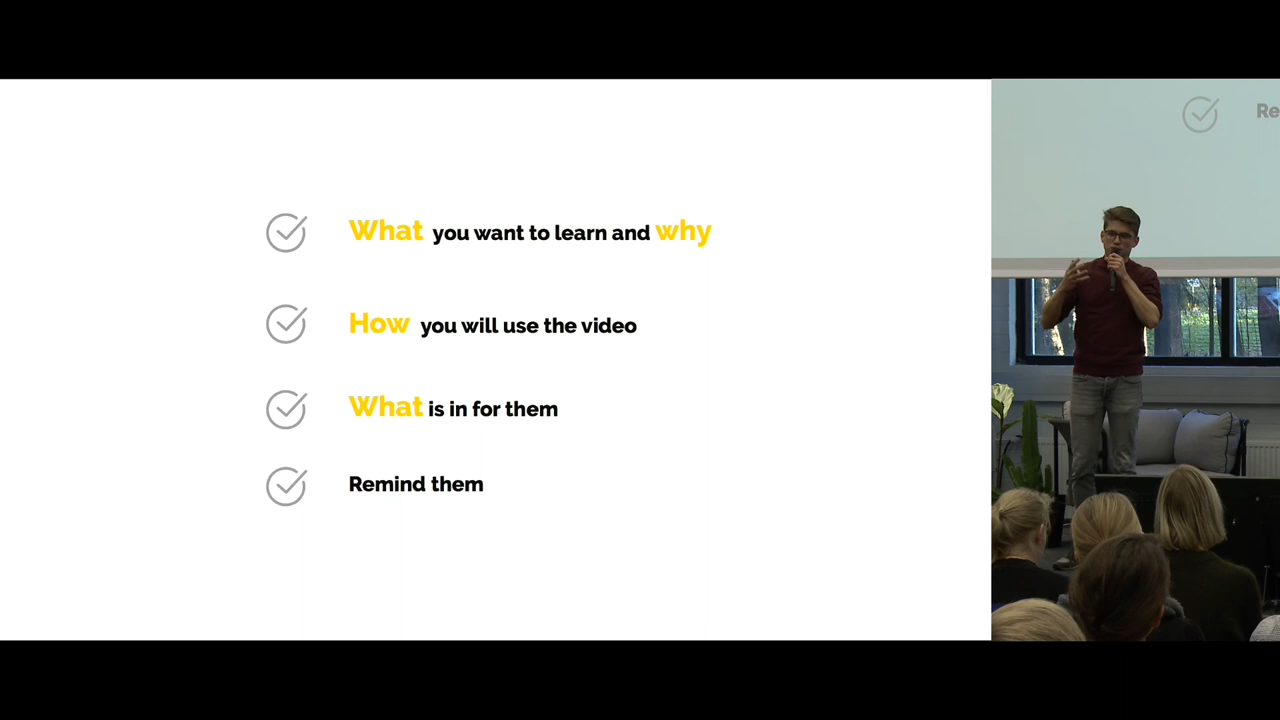 What you want to learn and why
How you will use the video
What is in for them
Remind them
Re